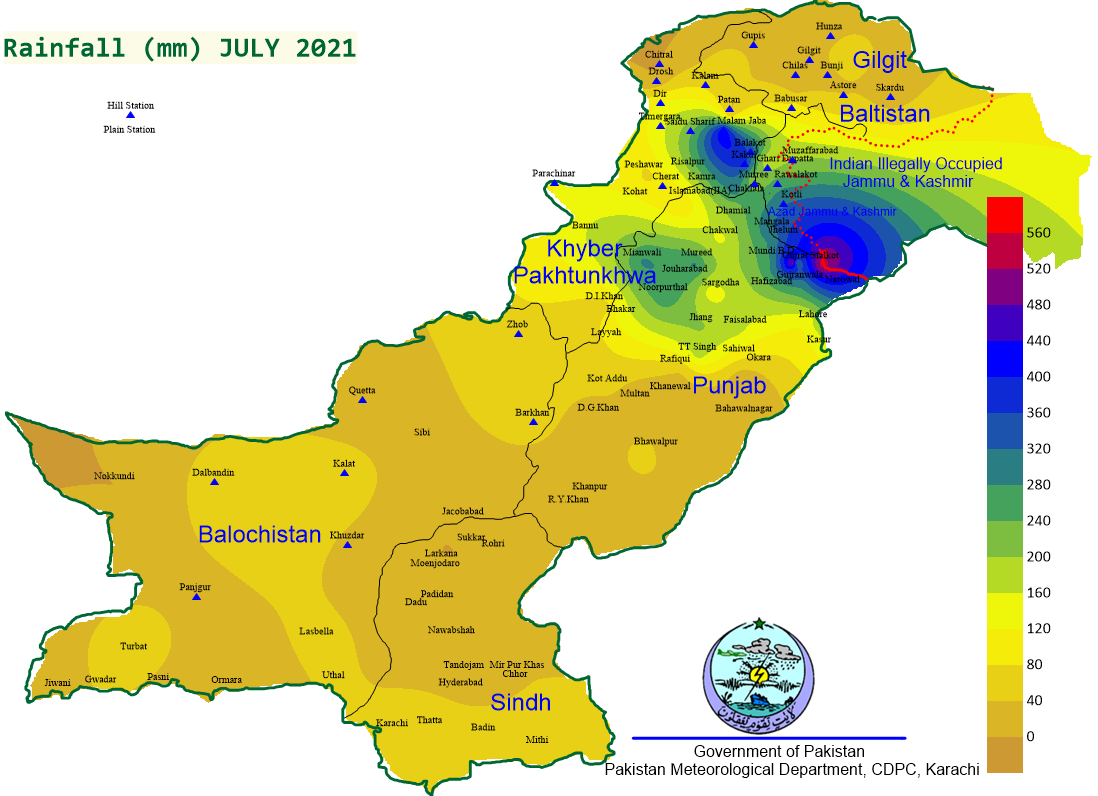 Rainfall (mm) JULY 2021
Hill Station
Plain Station
Hunza
Gupis
Gilgit
Chitral
Gilgit
Chilas
Bunji
Drosh
Kalam
Astore
Skardu
Dir
Patan
Babusar
Baltistan
Timergara
Saidu Sharif
Malam Jaba
Balakot
Muzaffarabad
Kakul
Garhi Dupatta
Indian Illegally Occupied
Jammu & Kashmir
Peshawar
Risalpur
Parachinar
Cherat
Kamra
Murree
Rawalakot
Kohat
Islamabad(IIA)
Chaklala
Kotli
Dhamial
Azad Jammu & Kashmir
Mangla
Bannu
Chakwal
Jhelum
Khyber
Pakhtunkhwa
Mianwali
Mureed
Mundi B.D
Gujrat
Sialkot
Jouharabad
Gujranwala
Narowal
Noorpurthal
Sargodha
Hafizabad
D.I.Khan
Bhakar
Jhang
Faisalabad
Lahore
Zhob
Layyah
Kasur
TT Singh
Sahiwal
Rafiqui
Okara
Kot Addu
Khanewal
Punjab
Quetta
Multan
D.G.Khan
Bahawalnagar
Barkhan
Sibi
Bhawalpur
Nokkundi
Dalbandin
Kalat
Khanpur
R.Y.Khan
Jacobabad
Balochistan
Khuzdar
Sukkar
Rohri
Larkana
Moenjodaro
Panjgur
Padidan
Dadu
Nawabshah
Lasbella
Turbat
Tandojam
Mir Pur Khas
Chhor
Jiwani
Gwadar
Pasni
Ormara
Uthal
Hyderabad
Sindh
Karachi
Thatta
Badin
Mithi
560
520
480
440
400
360
320
280
240
200
160
120
80
40
0
Government of Pakistan
Pakistan Meteorological Department, CDPC, Karachi